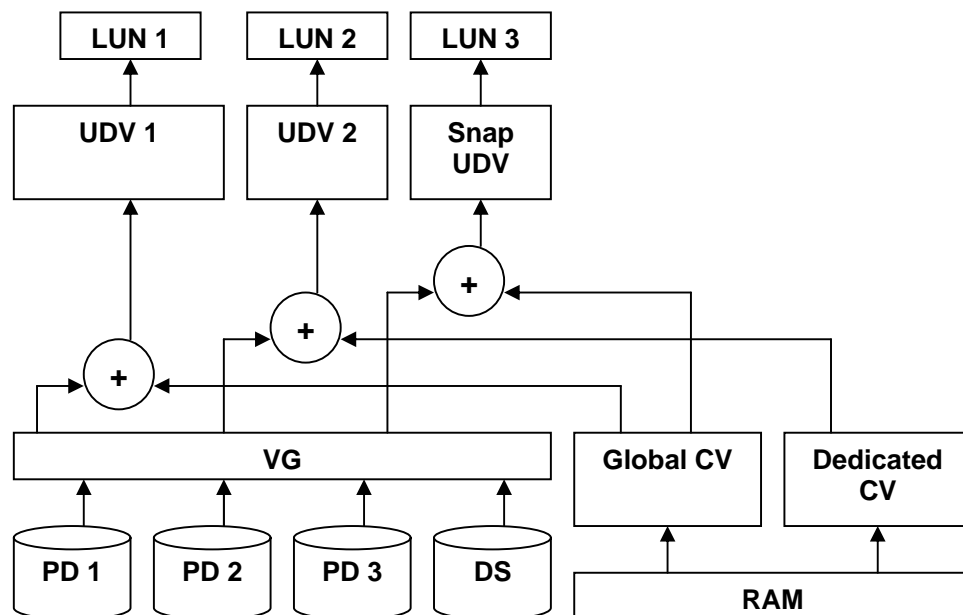 LUN 1
LUN 2
LUN 3
UDV 1
UDV 2
Snap
UDV
+
+
+
VG
Global CV
Dedicated
CV
PD 1
PD 2
PD 3
DS
RAM